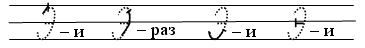 Э – и Э – раз Э – и Э – и